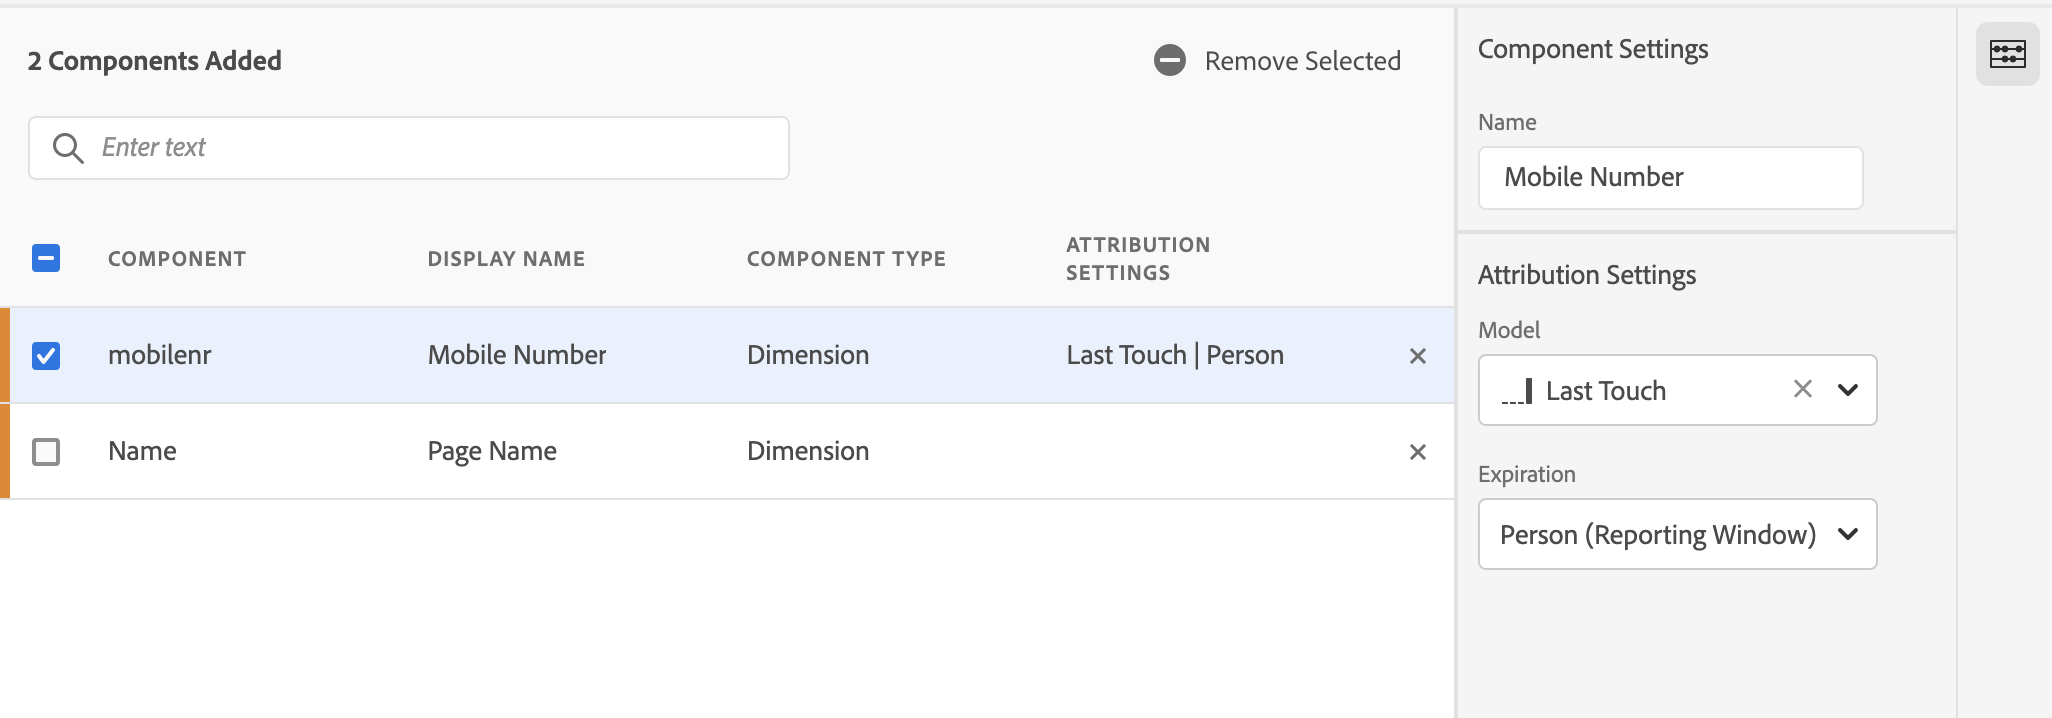 2 Components Added
Remove Selected
Enter text
COMPONENT
DISPLAY NAME
COMPONENT TYPE
ATTRIBUTION
SETTINGS
mobilenr
Mobile Number
Dimension
Last Touch | Person
Name
Page Name
Dimension
Component Settings
Name
Mobile Number
Attribution Settings
Model
Last Touch
Expiration
Person (Reporting Window)